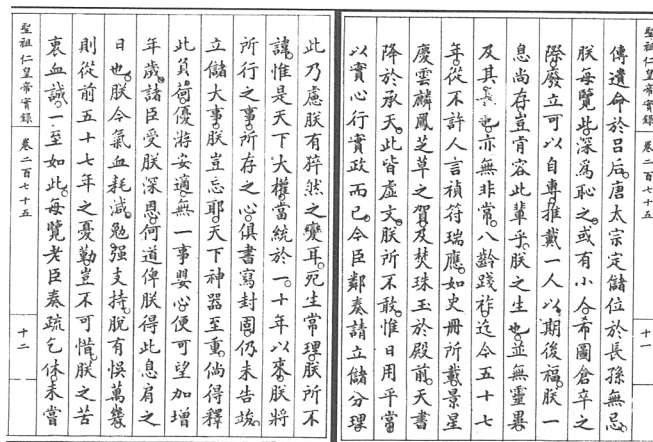 聖祖仁皇帝實錄 卷二百七十五 十一
傳遺命於呂后。唐太宗定儲位於長孫無忌。
朕每覽此。深爲恥之。或有小人。希圖倉卒之
際。廢立可以自專。推戴一人。以期後福。朕一
息尚存。豈肯容此輩乎。朕之生也。並無靈異。
及其長也。亦無非常。八齡踐祚。迄今五十七
年。從不許人言禎符瑞應。如史册所載景星
慶雲麟鳳芝草之賀。及焚珠玉於殿前。天書
降於承天。此皆虛文。朕所不敢。惟日用平常。
以實心行實政而已。今臣鄰奏請立儲分理。
此乃慮朕有猝然之變耳。死生常理。朕所不
諱。惟是天下大權。當統於一。十年以來。朕將
所行之事。所存之心。俱書寫封固。仍未告竣。
立儲大事。朕豈忘耶。天下神器至重。倘得釋
此負荷。優游安適。無一事嬰心。便可望加增
年歲。諸臣受朕深恩。何道俾朕得此息肩之
日也。朕今氣血耗減。勉强支持。脫有悞萬幾。
則從前五十七年之憂勤。豈不可惜。朕之苦
衷血誠。一至如此。每覽老臣奏疏乞休。未嘗
聖祖仁皇帝實錄 卷二百七十五 十二